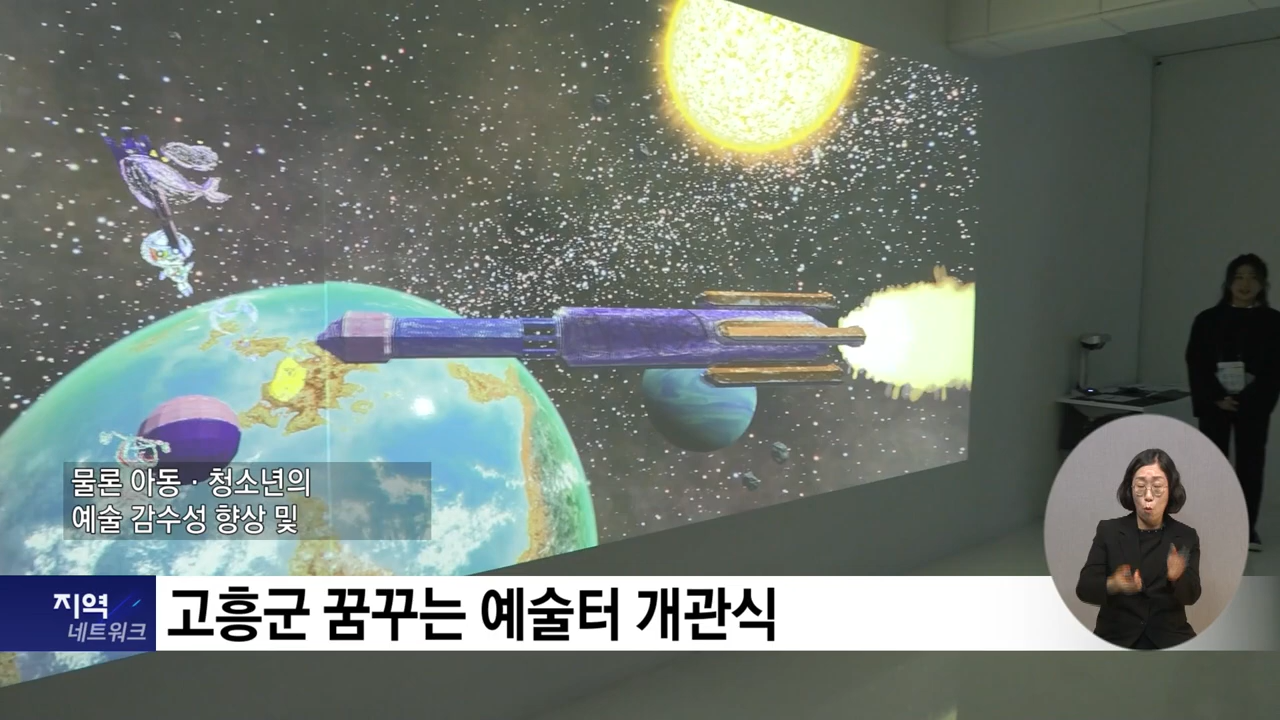 물론 아동·청소년의
예술 감수성 향상 및
지역
네트워크
고흥군 꿈꾸는 예술터 개관식